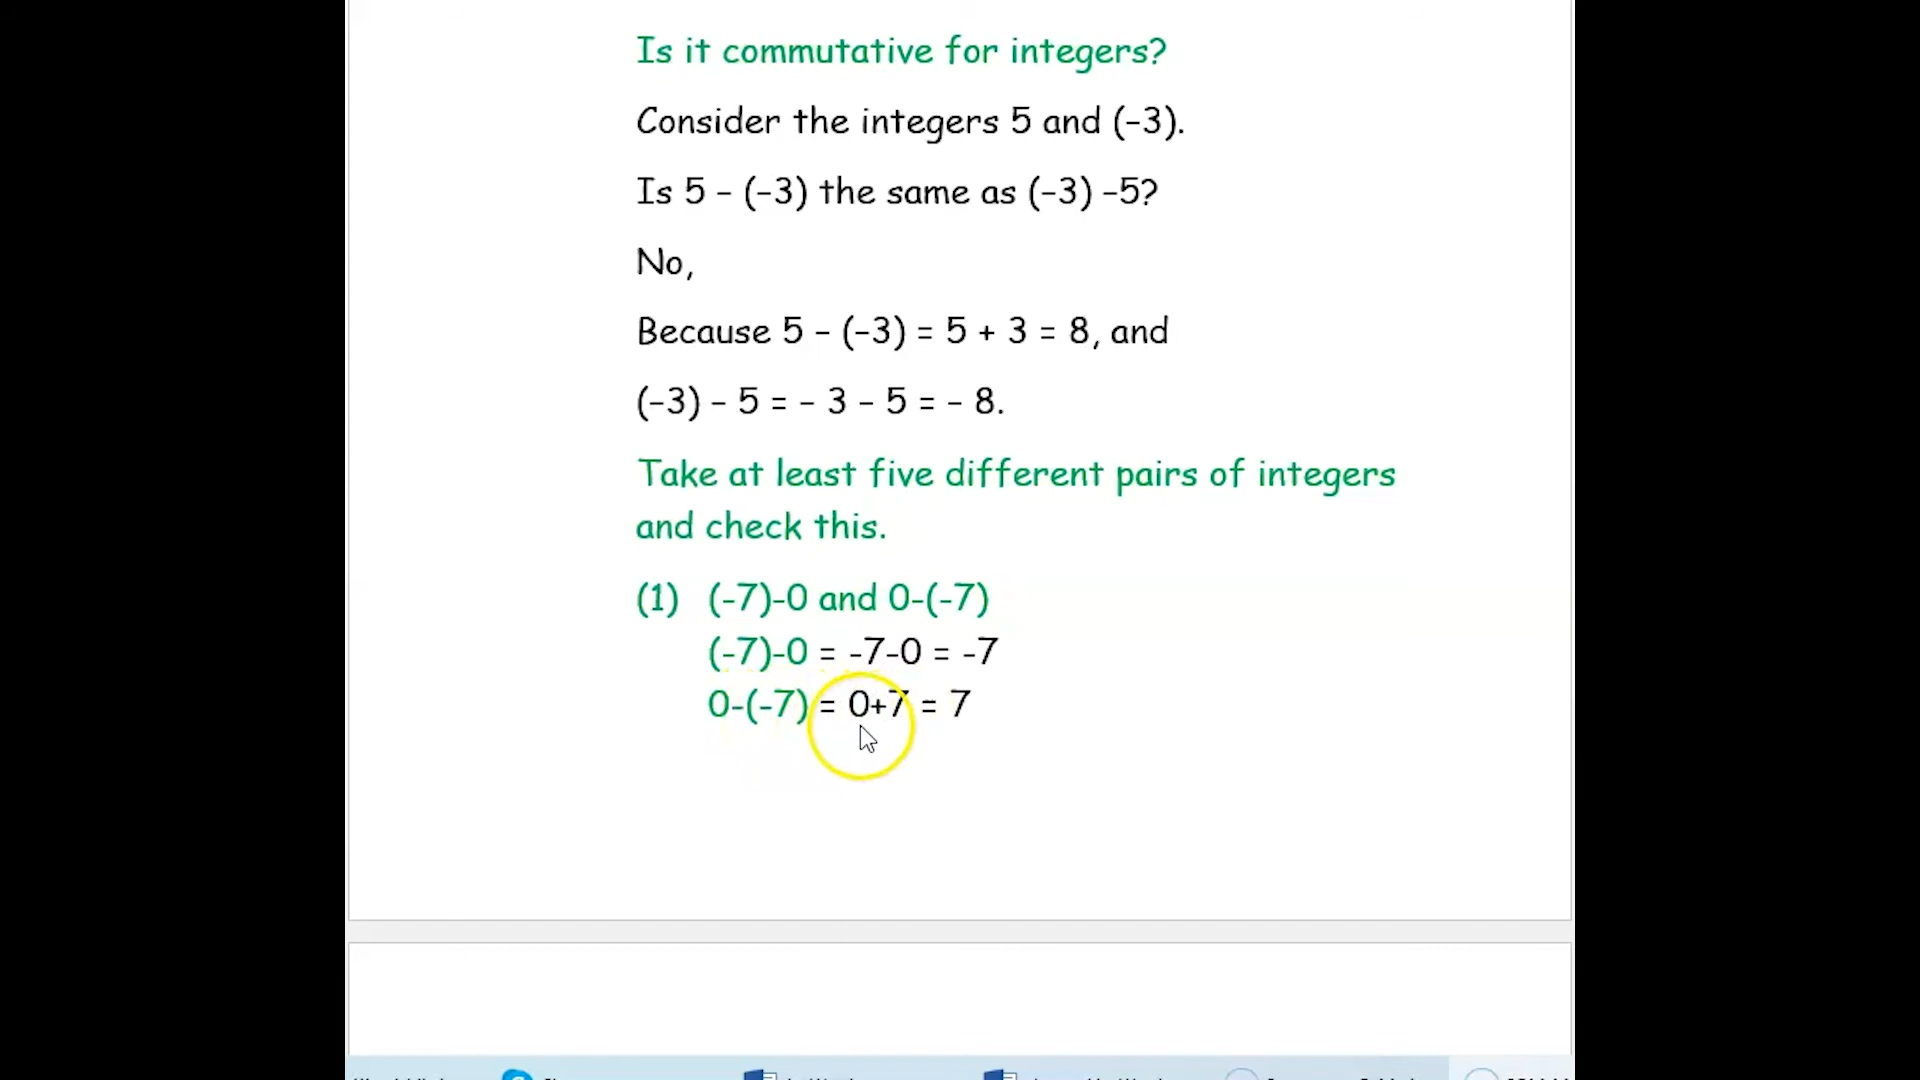 Is it commutative for integers?
Consider the integers 5 and (–3).
Is 5 – (–3) the same as (–3) –5?
No,
Because 5 – (–3) = 5 + 3 = 8, and
(–3) – 5 = – 3 – 5 = – 8.
Take at least five different pairs of integers
and check this.
(1) (-7)-0 and 0-(-7)
(-7)-0 = -7-0 = -7
0-(-7) = 0+7 = 7